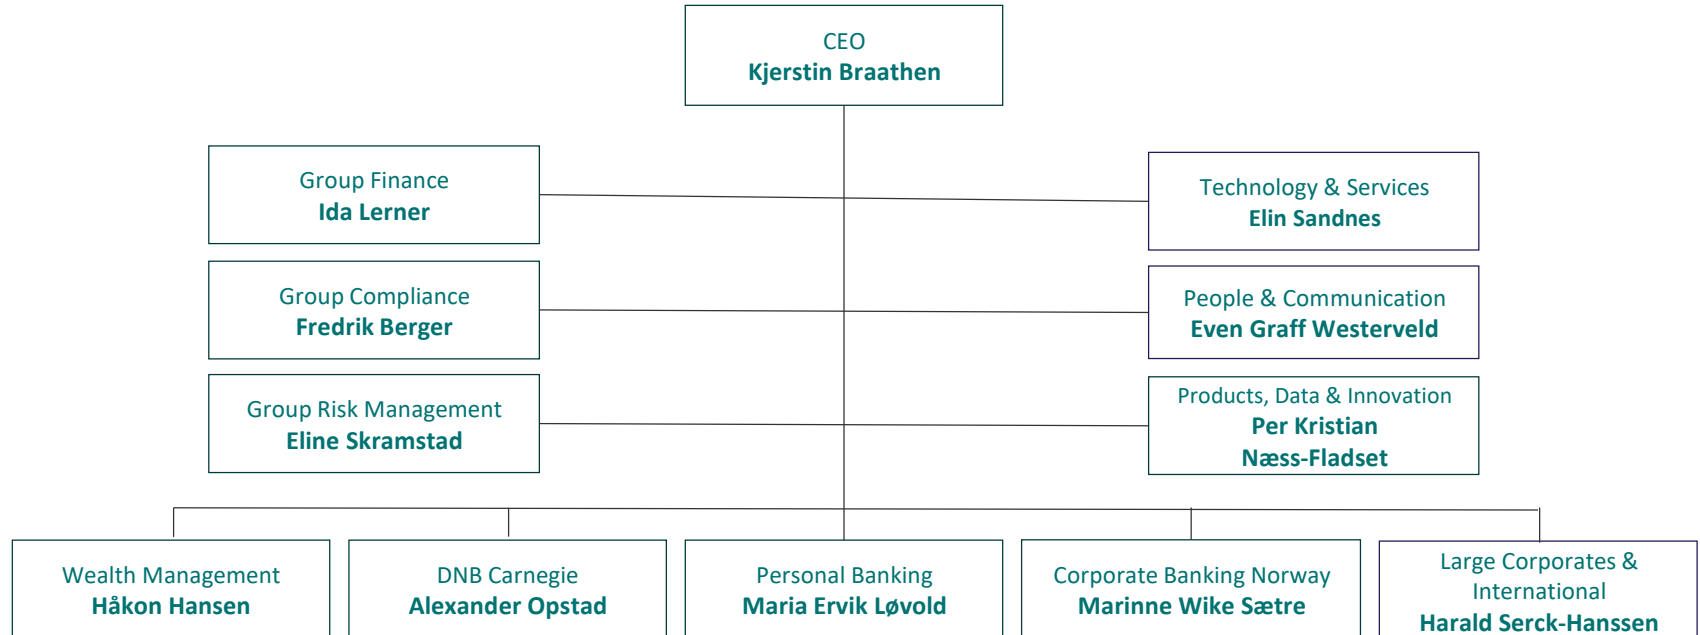 CEO
Kjerstin Braathen
Group Finance
Ida Lerner
Technology & Services
Elin Sandnes
Group Compliance
Fredrik Berger
People & Communication
Even Graff Westerveld
Group Risk Management
Eline Skramstad
Products, Data & Innovation
Per Kristian
Næss-Fladset
Wealth Management
Håkon Hansen
DNB Carnegie
Alexander Opstad
Personal Banking
Maria Ervik Løvold
Corporate Banking Norway
Marinne Wike Sætre
Large Corporates &
International
Harald Serck-Hanssen